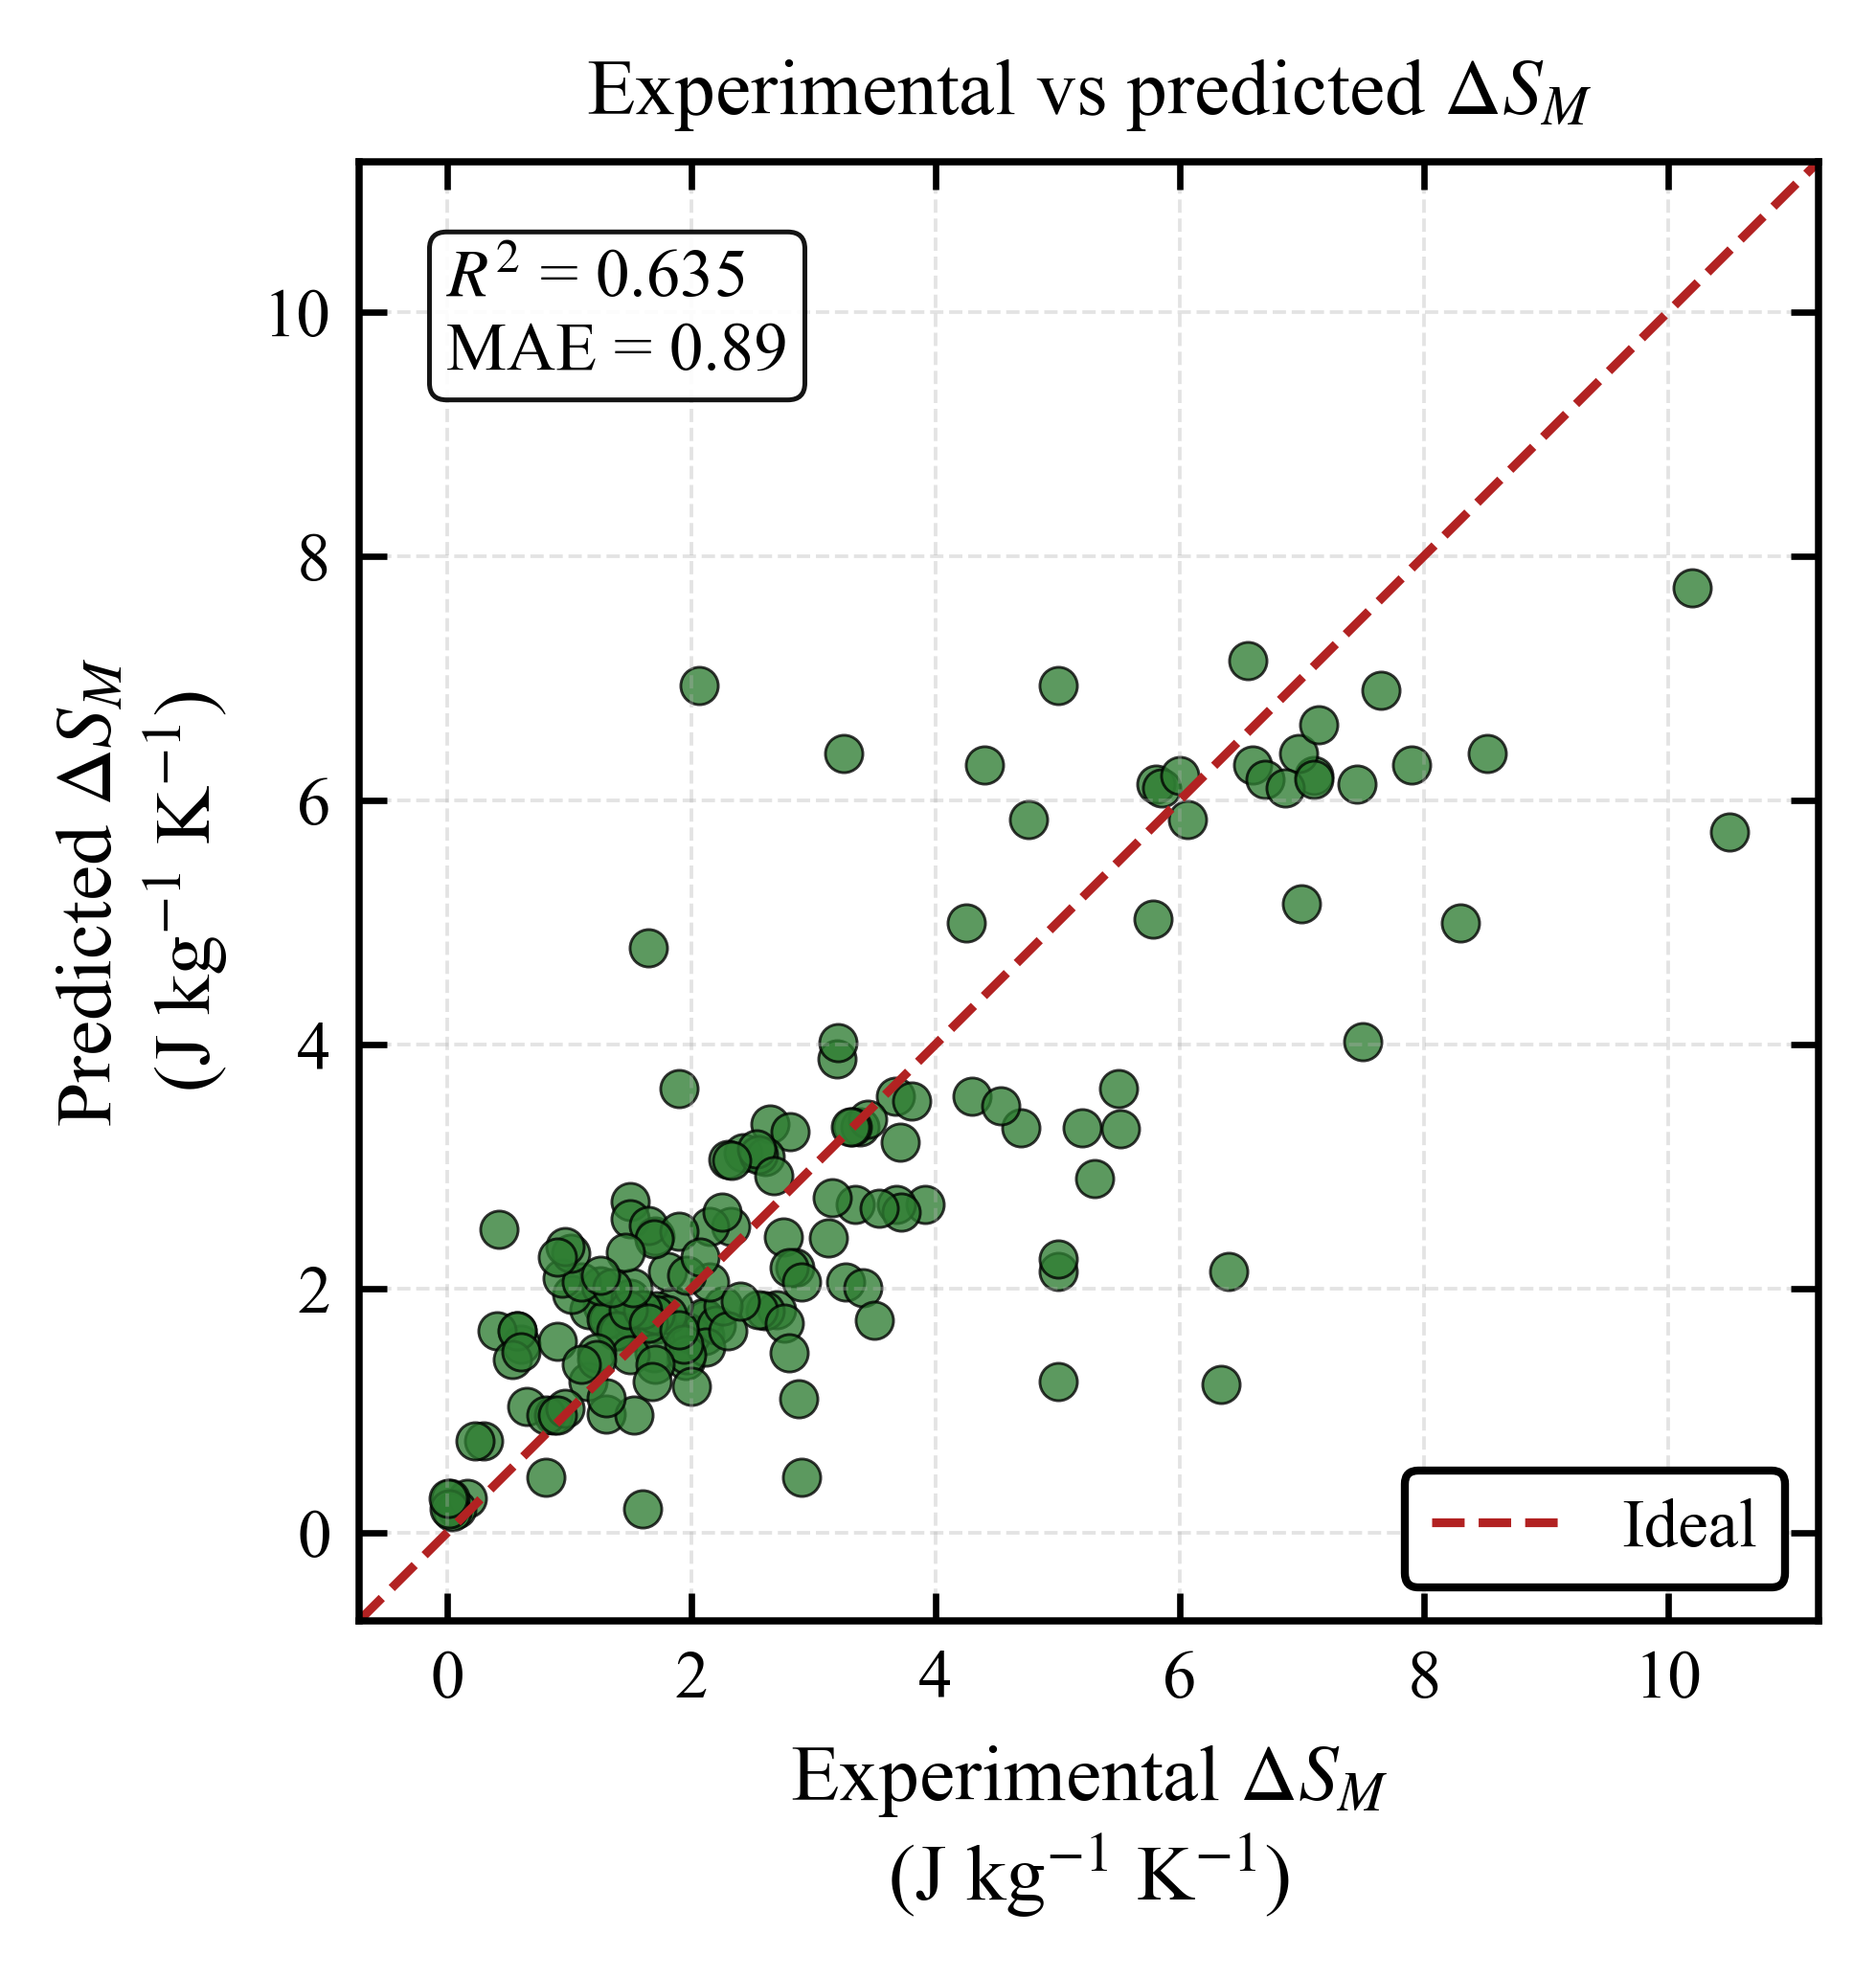 Experimental vs predicted ΔS_M
R² = 0.635
MAE = 0.89
Predicted ΔS_M
(J kg⁻¹ K⁻¹)
10
8
6
4
2
0
Ideal
0 2 4 6 8 10
Experimental ΔS_M
(J kg⁻¹ K⁻¹)